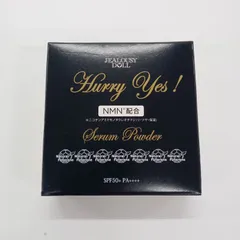 JEALOUSY
DOLL
Hurry Yes!
NMN*配合
Serum Powder
SPF50+ PA++++